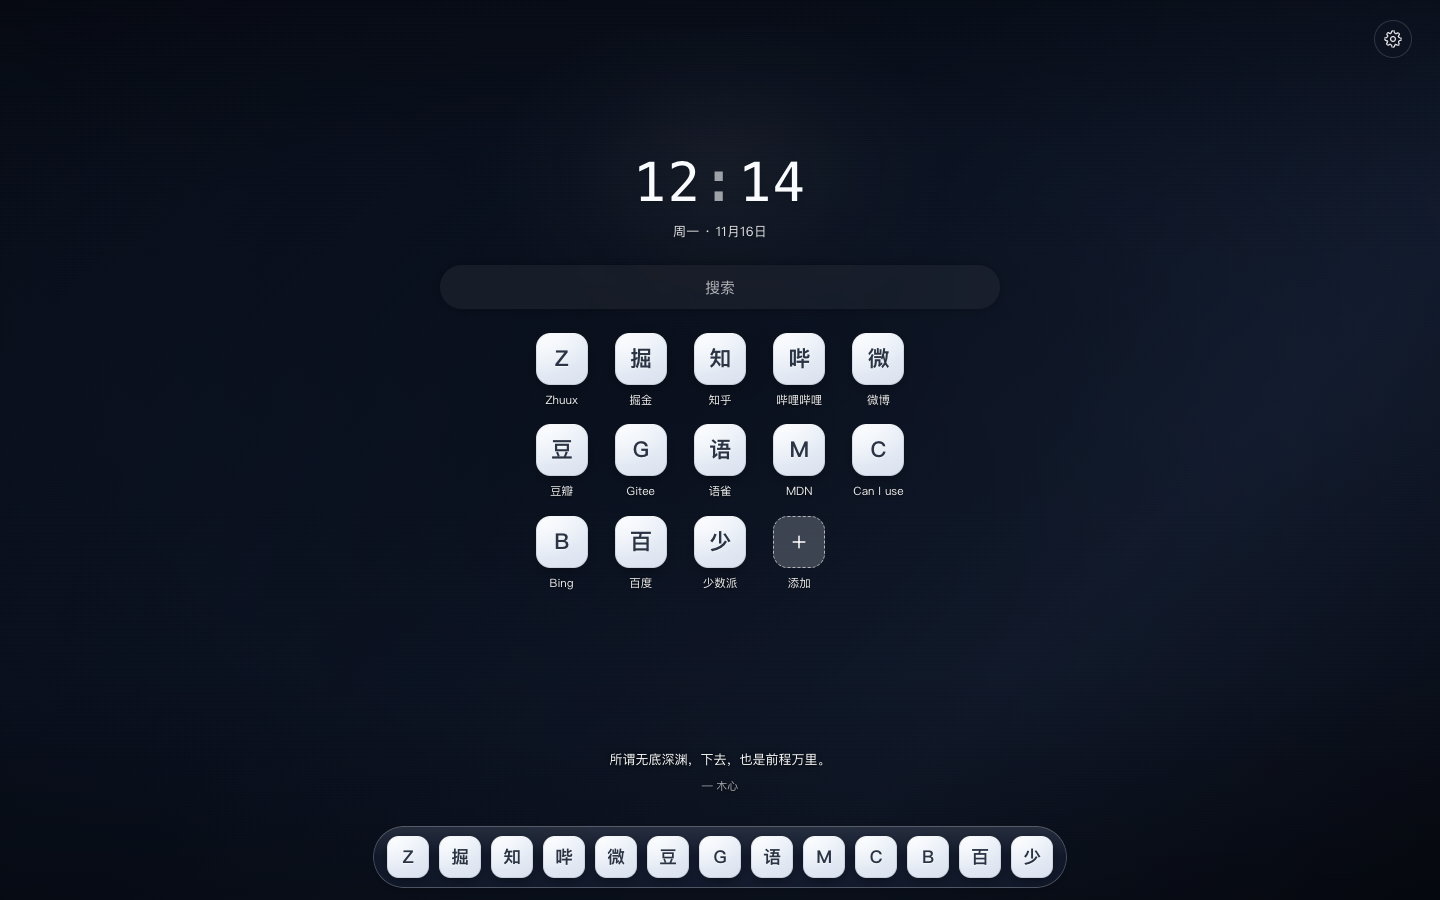 12:14
周一 · 11月16日
搜索
Z 掘 知 哔 微
Zhuux 掘金 知乎 哔哩哔哩 微博
豆 G 语 M C
豆瓣 Gitee 语雀 MDN Can I use
B 百 少 +
Bing 百度 少数派 添加
所谓无底深渊，下去，也是前程万里。
— 木心
Z 掘 知 哔 微 豆 G 语 M C B 百 少